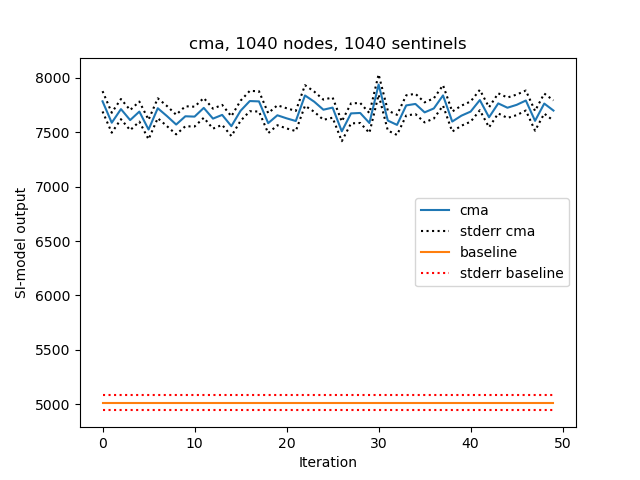 cma, 1040 nodes, 1040 sentinels
8000
7500
7000
6500
6000
5500
5000
SI-model output
cma
stderr cma
baseline
stderr baseline
0 10 20 30 40 50
Iteration